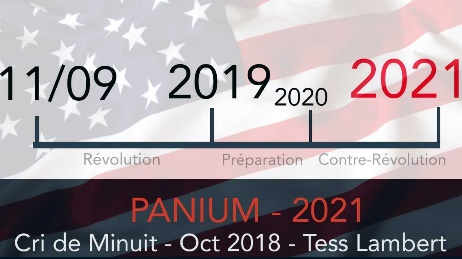 11/09 2019 2020 2021
Révolution Préparation Contre-Révolution
PANIUM - 2021
Cri de Minuit - Oct 2018 - Tess Lambert